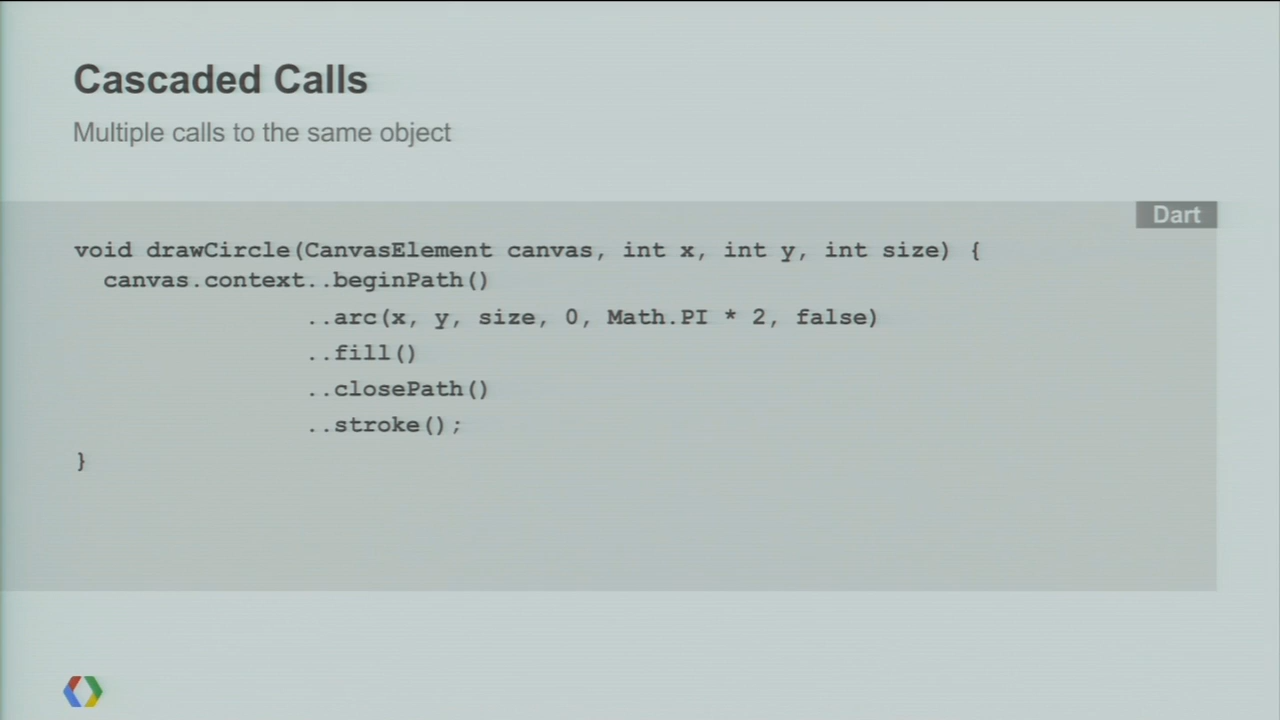 Cascaded Calls
Multiple calls to the same object
Dart
void drawCircle(CanvasElement canvas, int x, int y, int size) {
canvas.context..beginPath()
..arc(x, y, size, 0, Math.PI * 2, false)
..fill()
..closePath()
..stroke();
}